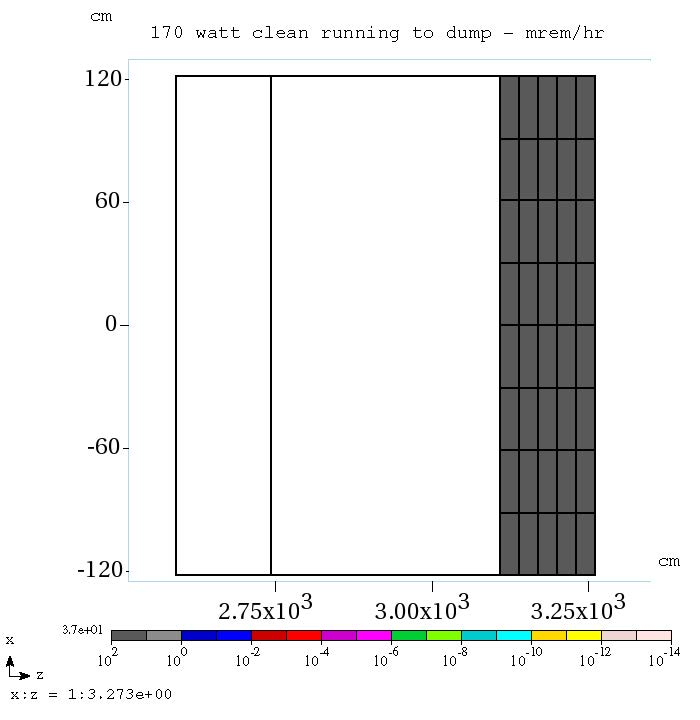 cm
170 watt clean running to dump – mrem/hr
120
60
0
-60
-120
cm
2.75x10³ 3.00x10³ 3.25x10³
3.7e+01
10² 10⁰ 10⁻² 10⁻⁴ 10⁻⁶ 10⁻⁸ 10⁻¹⁰ 10⁻¹² 10⁻¹⁴
x
z
x:z = 1:3.273e+00